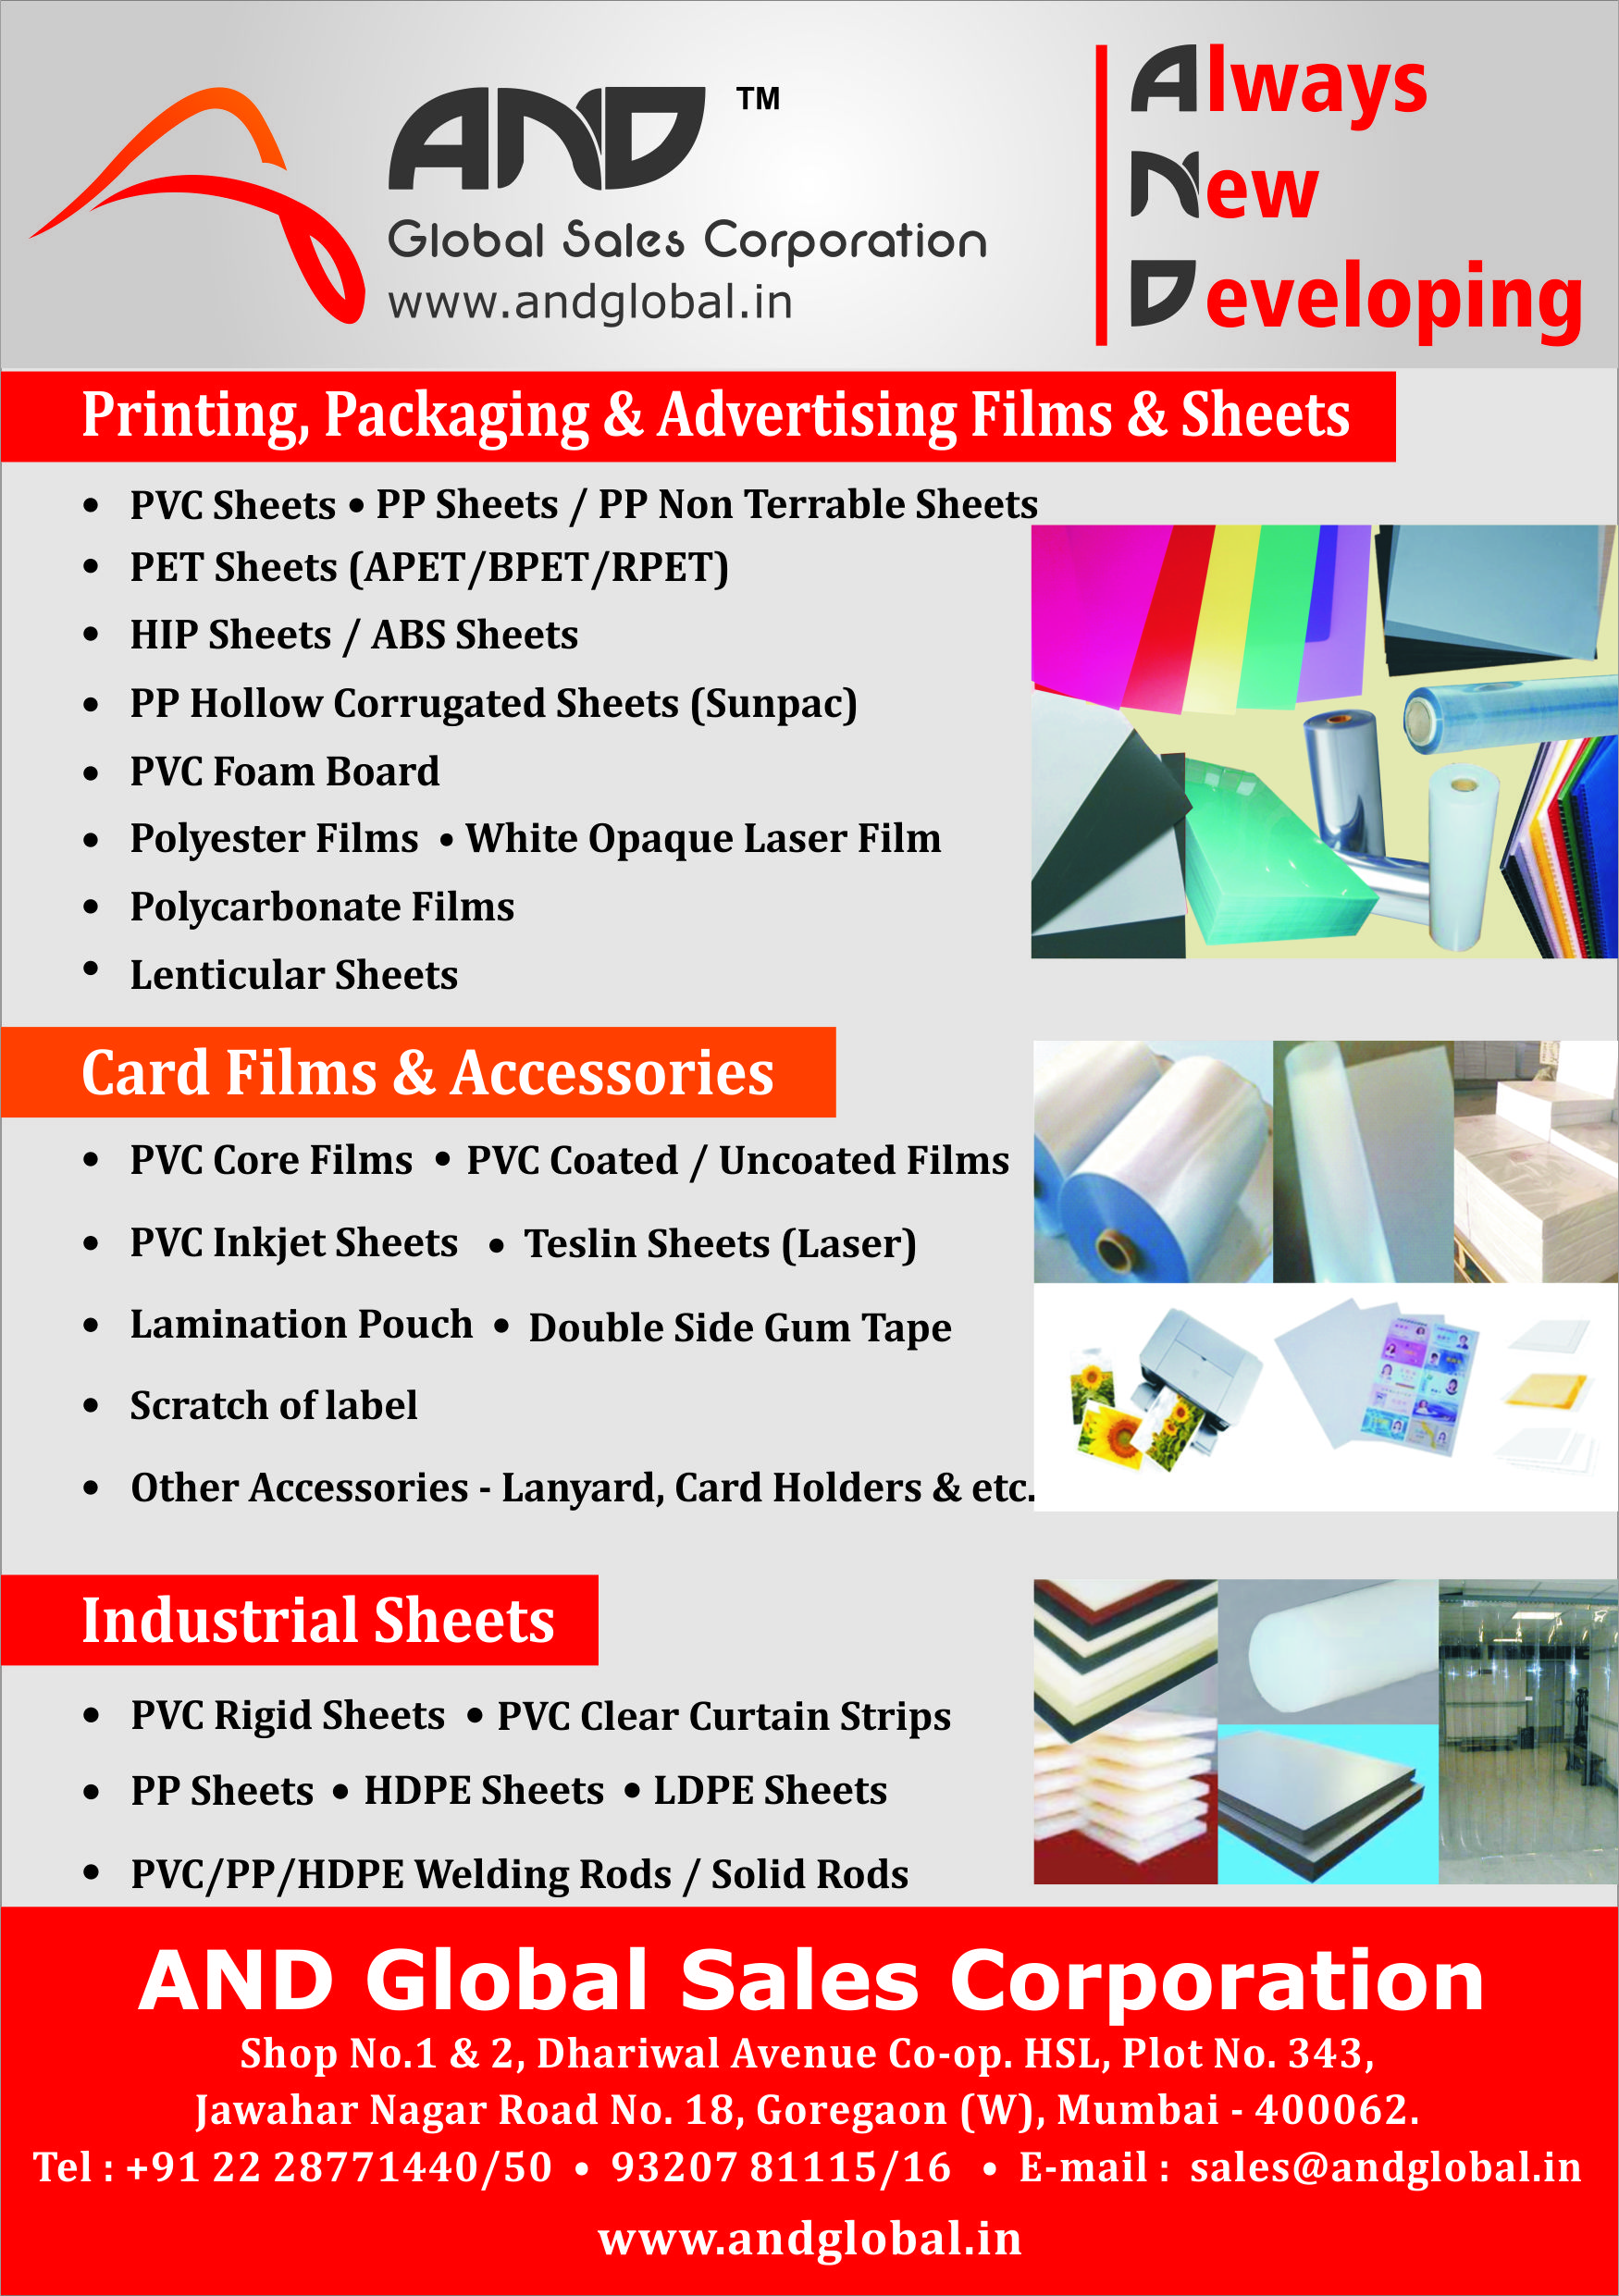 AND ™
Global Sales Corporation
www.andglobal.in
Always
New
Developing
Printing, Packaging & Advertising Films & Sheets
• PVC Sheets • PP Sheets / PP Non Terrable Sheets
• PET Sheets (APET/BPET/RPET)
• HIP Sheets / ABS Sheets
• PP Hollow Corrugated Sheets (Sunpac)
• PVC Foam Board
• Polyester Films • White Opaque Laser Film
• Polycarbonate Films
• Lenticular Sheets
Card Films & Accessories
• PVC Core Films • PVC Coated / Uncoated Films
• PVC Inkjet Sheets • Teslin Sheets (Laser)
• Lamination Pouch • Double Side Gum Tape
• Scratch of label
• Other Accessories - Lanyard, Card Holders & etc.
Industrial Sheets
• PVC Rigid Sheets • PVC Clear Curtain Strips
• PP Sheets • HDPE Sheets • LDPE Sheets
• PVC/PP/HDPE Welding Rods / Solid Rods
AND Global Sales Corporation
Shop No.1 & 2, Dhariwal Avenue Co-op. HSL, Plot No. 343,
Jawahar Nagar Road No. 18, Goregaon (W), Mumbai - 400062.
Tel : +91 22 28771440/50 • 93207 81115/16 • E-mail : sales@andglobal.in
www.andglobal.in